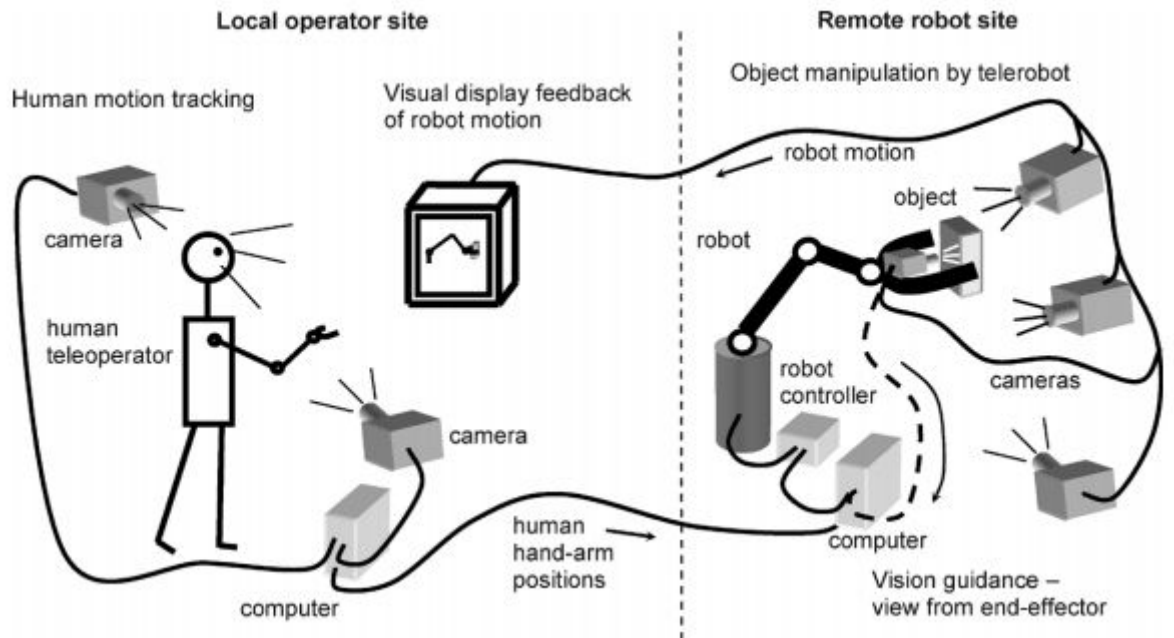 Local operator site
Remote robot site
Human motion tracking
Visual display feedback
of robot motion
Object manipulation by telerobot
robot motion
object
camera
robot
human
teleoperator
robot
controller
cameras
camera
human
hand-arm
positions
computer
computer
Vision guidance –
view from end-effector